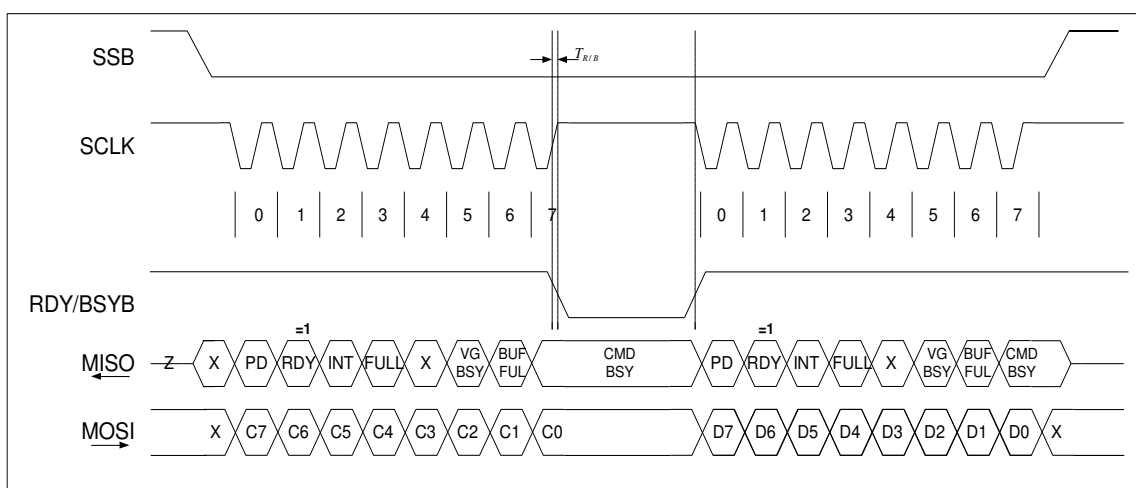 SSB
T R/B
SCLK
0 1 2 3 4 5 6 7 0 1 2 3 4 5 6 7
RDY/BSYB
=1 =1
MISO Z X PD RDY INT FULL X VG BSY BUF FUL CMD BSY PD RDY INT FULL X VG BSY BUF FUL CMD BSY
MOSI X C7 C6 C5 C4 C3 C2 C1 C0 D7 D6 D5 D4 D3 D2 D1 D0 X